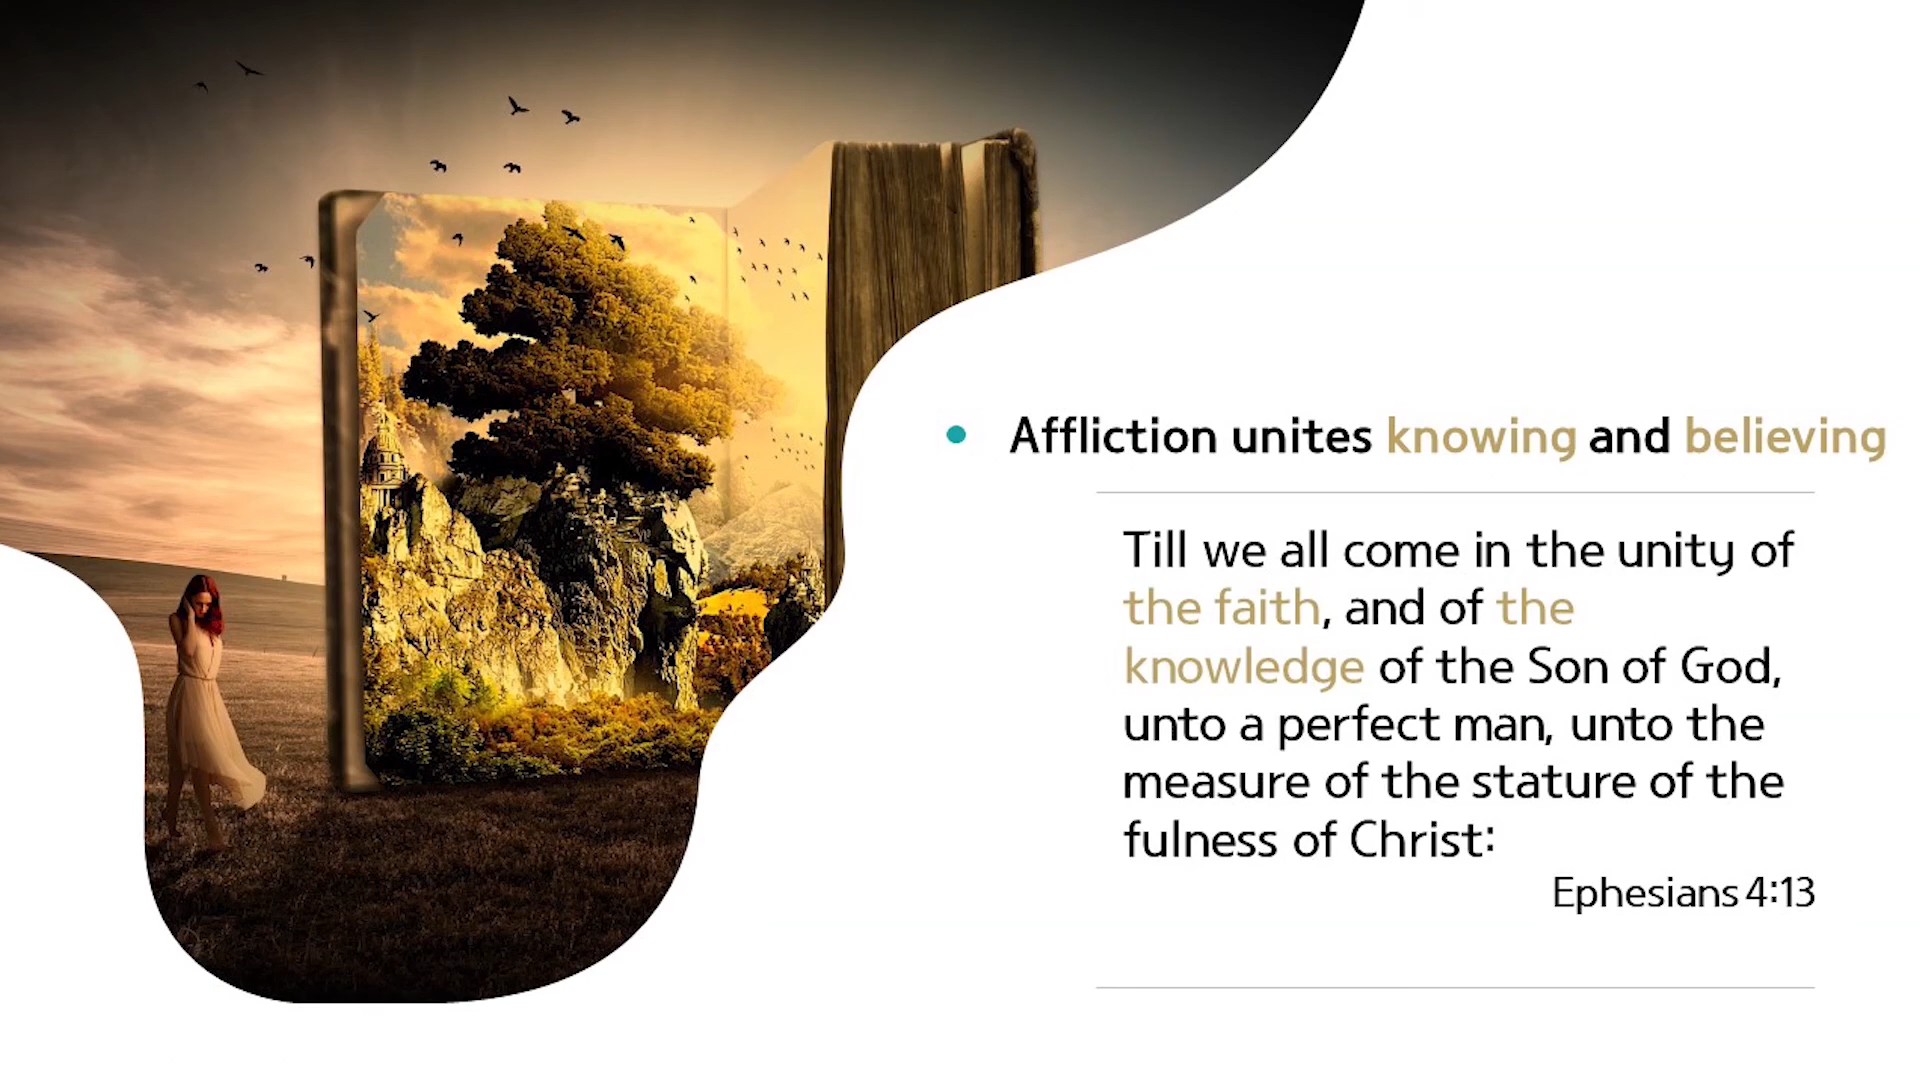 Affliction unites knowing and believing
Till we all come in the unity of
the faith, and of the
knowledge of the Son of God,
unto a perfect man, unto the
measure of the stature of the
fulness of Christ:
Ephesians 4:13